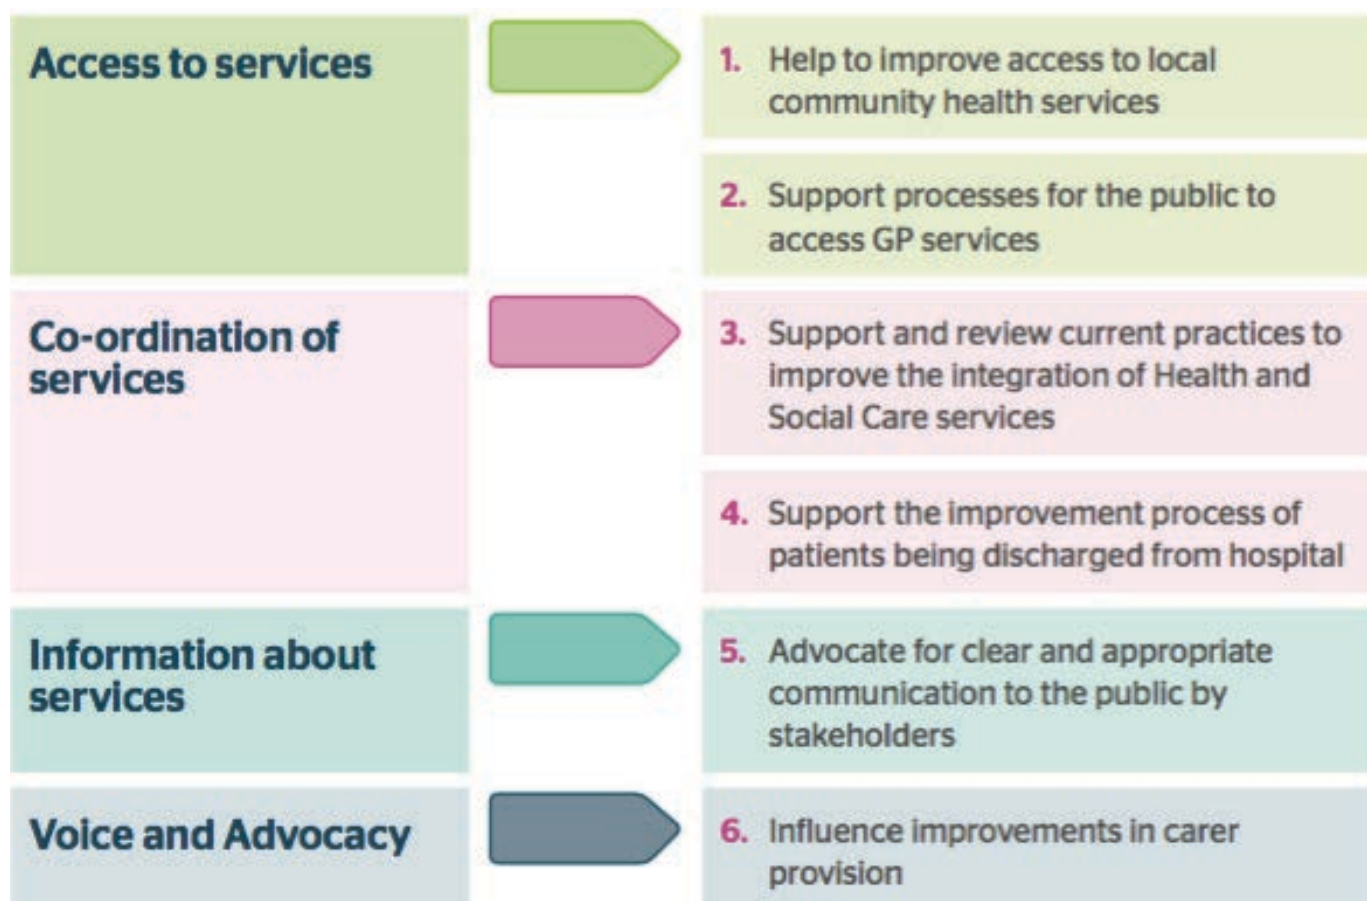 Access to services
1. Help to improve access to local
community health services
2. Support processes for the public to
access GP services
Co-ordination of
services
3. Support and review current practices to
improve the integration of Health and
Social Care services
4. Support the improvement process of
patients being discharged from hospital
Information about
services
5. Advocate for clear and appropriate
communication to the public by
stakeholders
Voice and Advocacy
6. Influence improvements in carer
provision